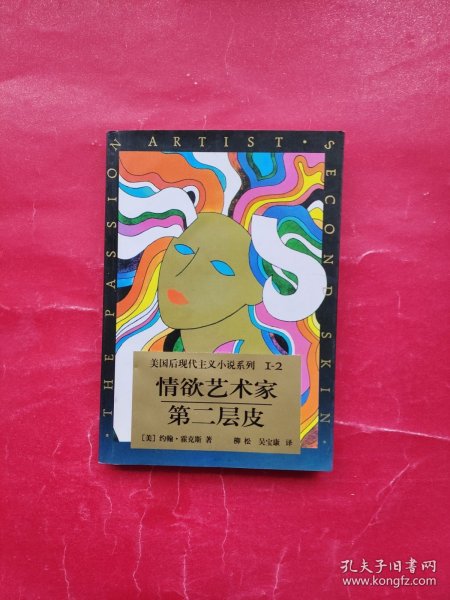 THE PASSION
ARTIST
SECOND SKIN
美国后现代主义小说系列 I-2
情欲艺术家
第二层皮
[美] 约翰·霍克斯 著
柳松 吴宝康 译
孔夫子旧书网
www.kongfz.com